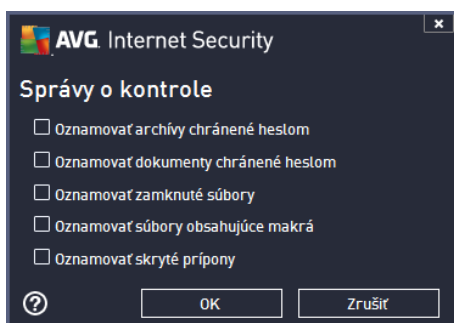 AVG. Internet Security
Správy o kontrole
Oznamovať archívy chránené heslom
Oznamovať dokumenty chránené heslom
Oznamovať zamknuté súbory
Oznamovať súbory obsahujúce makrá
Oznamovať skryté prípony
? OK Zrušiť